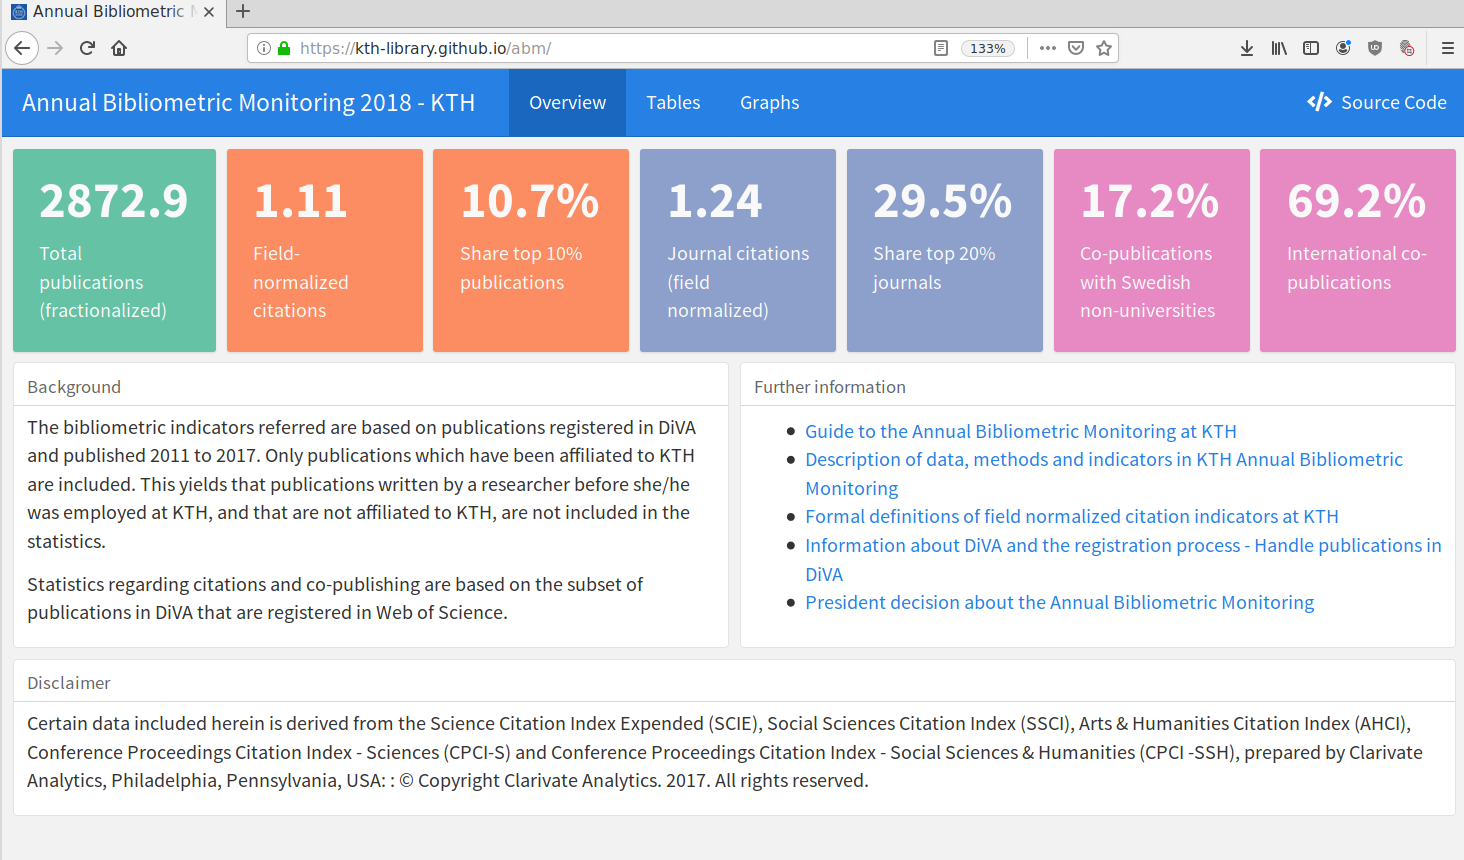 Annual Bibliometric
https://kth-library.github.io/abm/
133%
Annual Bibliometric Monitoring 2018 - KTH
Overview
Tables
Graphs
Source Code
2872.9
Total
publications
(fractionalized)
1.11
Field-
normalized
citations
10.7%
Share top 10%
publications
1.24
Journal citations
(field
normalized)
29.5%
Share top 20%
journals
17.2%
Co-publications
with Swedish
non-universities
69.2%
International co-
publications
Background
The bibliometric indicators referred are based on publications registered in DiVA
and published 2011 to 2017. Only publications which have been affiliated to KTH
are included. This yields that publications written by a researcher before she/he
was employed at KTH, and that are not affiliated to KTH, are not included in the
statistics.
Statistics regarding citations and co-publishing are based on the subset of
publications in DiVA that are registered in Web of Science.
Further information
Guide to the Annual Bibliometric Monitoring at KTH
Description of data, methods and indicators in KTH Annual Bibliometric
Monitoring
Formal definitions of field normalized citation indicators at KTH
Information about DiVA and the registration process - Handle publications in
DiVA
President decision about the Annual Bibliometric Monitoring
Disclaimer
Certain data included herein is derived from the Science Citation Index Expended (SCIE), Social Sciences Citation Index (SSCI), Arts & Humanities Citation Index (AHCI),
Conference Proceedings Citation Index - Sciences (CPCI-S) and Conference Proceedings Citation Index - Social Sciences & Humanities (CPCI -SSH), prepared by Clarivate
Analytics, Philadelphia, Pennsylvania, USA: : © Copyright Clarivate Analytics. 2017. All rights reserved.